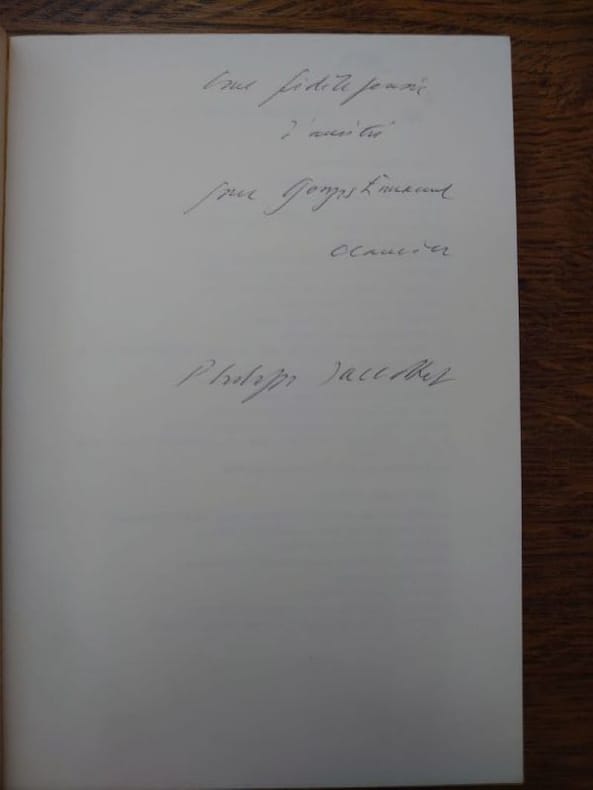 Une fidèle pensée
d'amitié
pour Georges-Emmanuel
Clancier
Philippe Jaccottet